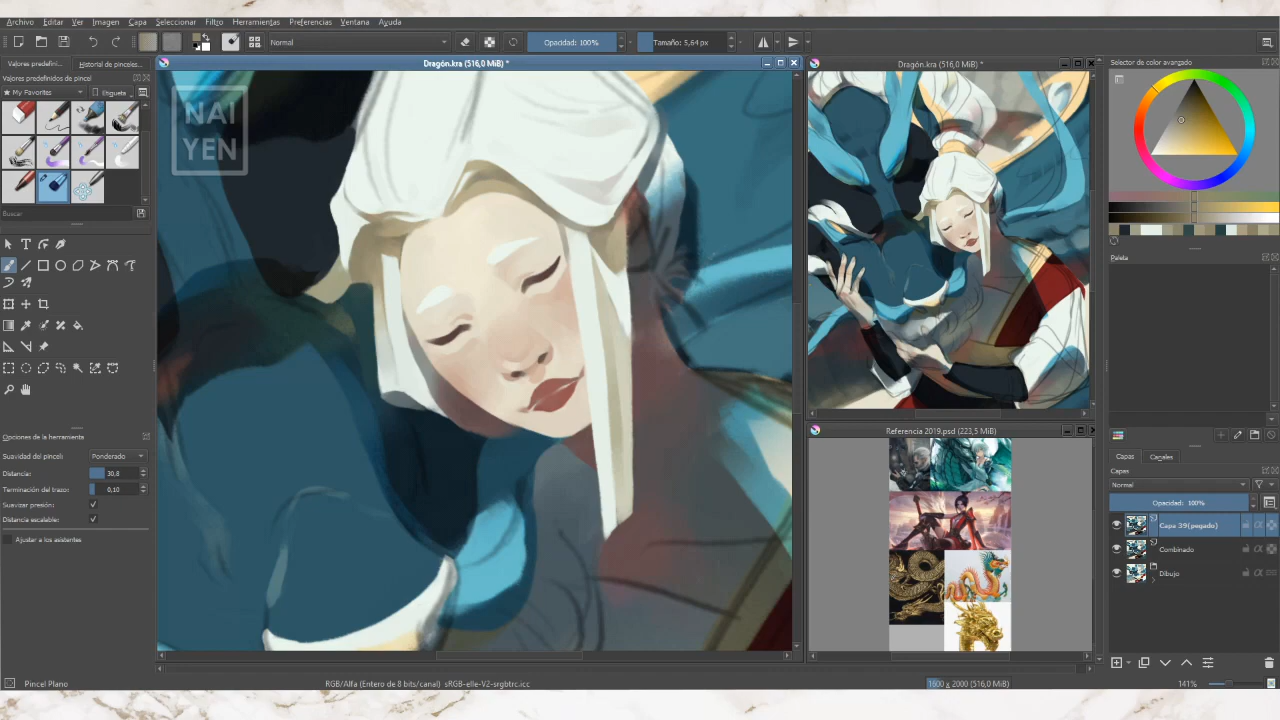 Archivo Editar Ver Imagen Capa Seleccionar Filtro Herramientas Preferencias Ventana Ayuda
Normal
Opacidad: 100%
Tamaño: 5,64 px
Valores predefini...
Historial de pinceles...
Valores predefinidos de pincel
★ My Favorites
Etiqueta
Buscar
Opciones de la herramienta
Suavidad del pincel:
Ponderado
Distancia:
30,8
Terminación del trazo:
0,10
Suavizar presión:
Distancia escalable:
Ajustar a los asistentes
Dragón.kra (516,0 MiB) *
NAI
YEN
Dragón.kra (516,0 MiB) *
Referencia 2019.psd (223,5 MiB)
Selector de color avanzado
Paleta
Capas
Canales
Capas
Normal
Opacidad: 100%
Capa 39(pegado)
Combinado
Dibujo
Pincel Plano
RGB/Alfa (Entero de 8 bits/canal) sRGB-elle-V2-srgbtrc.icc
1600 x 2000 (516,0 MiB)
141%